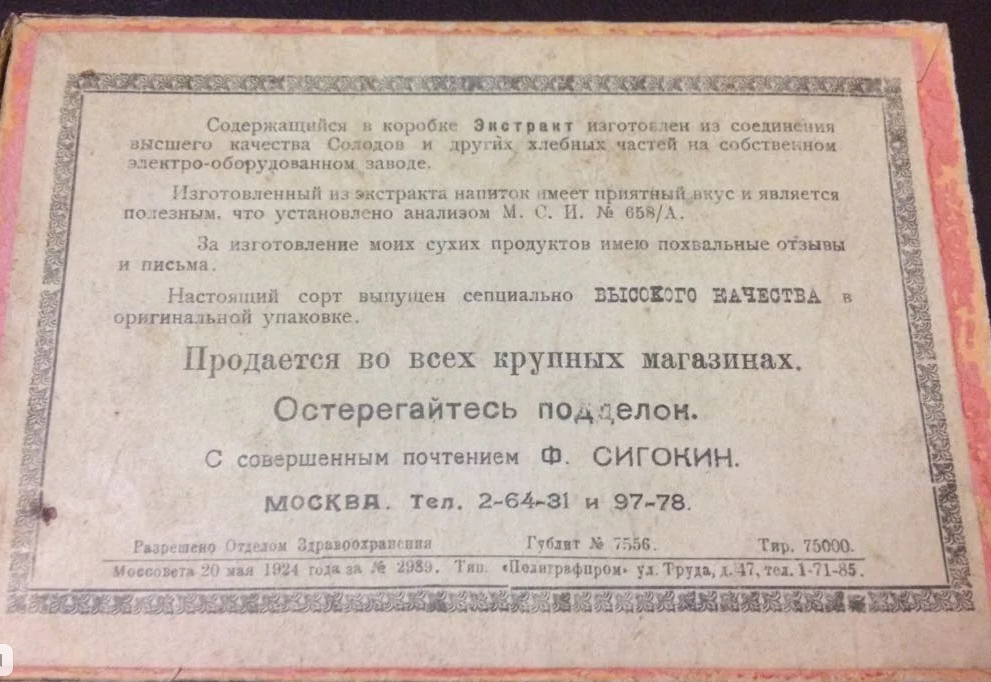 Содержащийся в коробке Экстракт изготовлен из соединения
высшего качества Солодов и других хлебных частей на собственном
электро-оборудованном заводе.
Изготовленный из экстракта напиток имеет приятный вкус и является
полезным, что установлено анализом М. С. И. № 658/А.
За изготовление моих сухих продуктов имею похвальные отзывы
и письма.
Настоящий сорт выпущен сепциально ВЫСОКОГО КАЧЕСТВА в
оригинальной упаковке.
Продается во всех крупных магазинах.
Остерегайтесь подделок.
С совершенным почтением Ф. СИГОКИН.
МОСКВА. Тел. 2-64-31 и 97-78.
Разрешено Отделом Здравоохранения Гублит № 7556. Тир. 75000.
Моссовета 20 мая 1924 года за № 2989. Тип. «Полиграфпром» ул. Труда, д. 47, тел. 1-71-85.